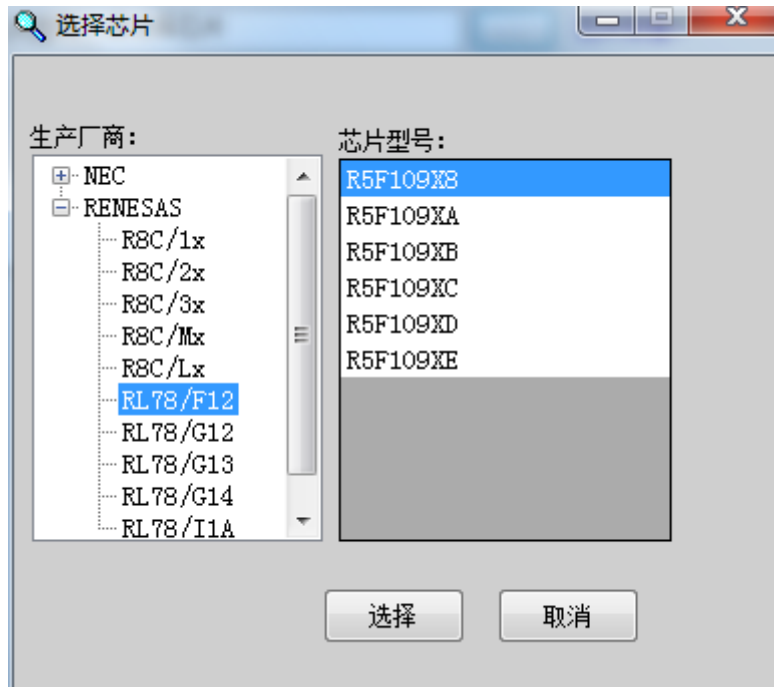 选择芯片
生产厂商:
NEC
RENESAS
R8C/1x
R8C/2x
R8C/3x
R8C/Mx
R8C/Lx
RL78/F12
RL78/G12
RL78/G13
RL78/G14
RL78/I1A
芯片型号:
R5F109X8
R5F109XA
R5F109XB
R5F109XC
R5F109XD
R5F109XE
选择
取消